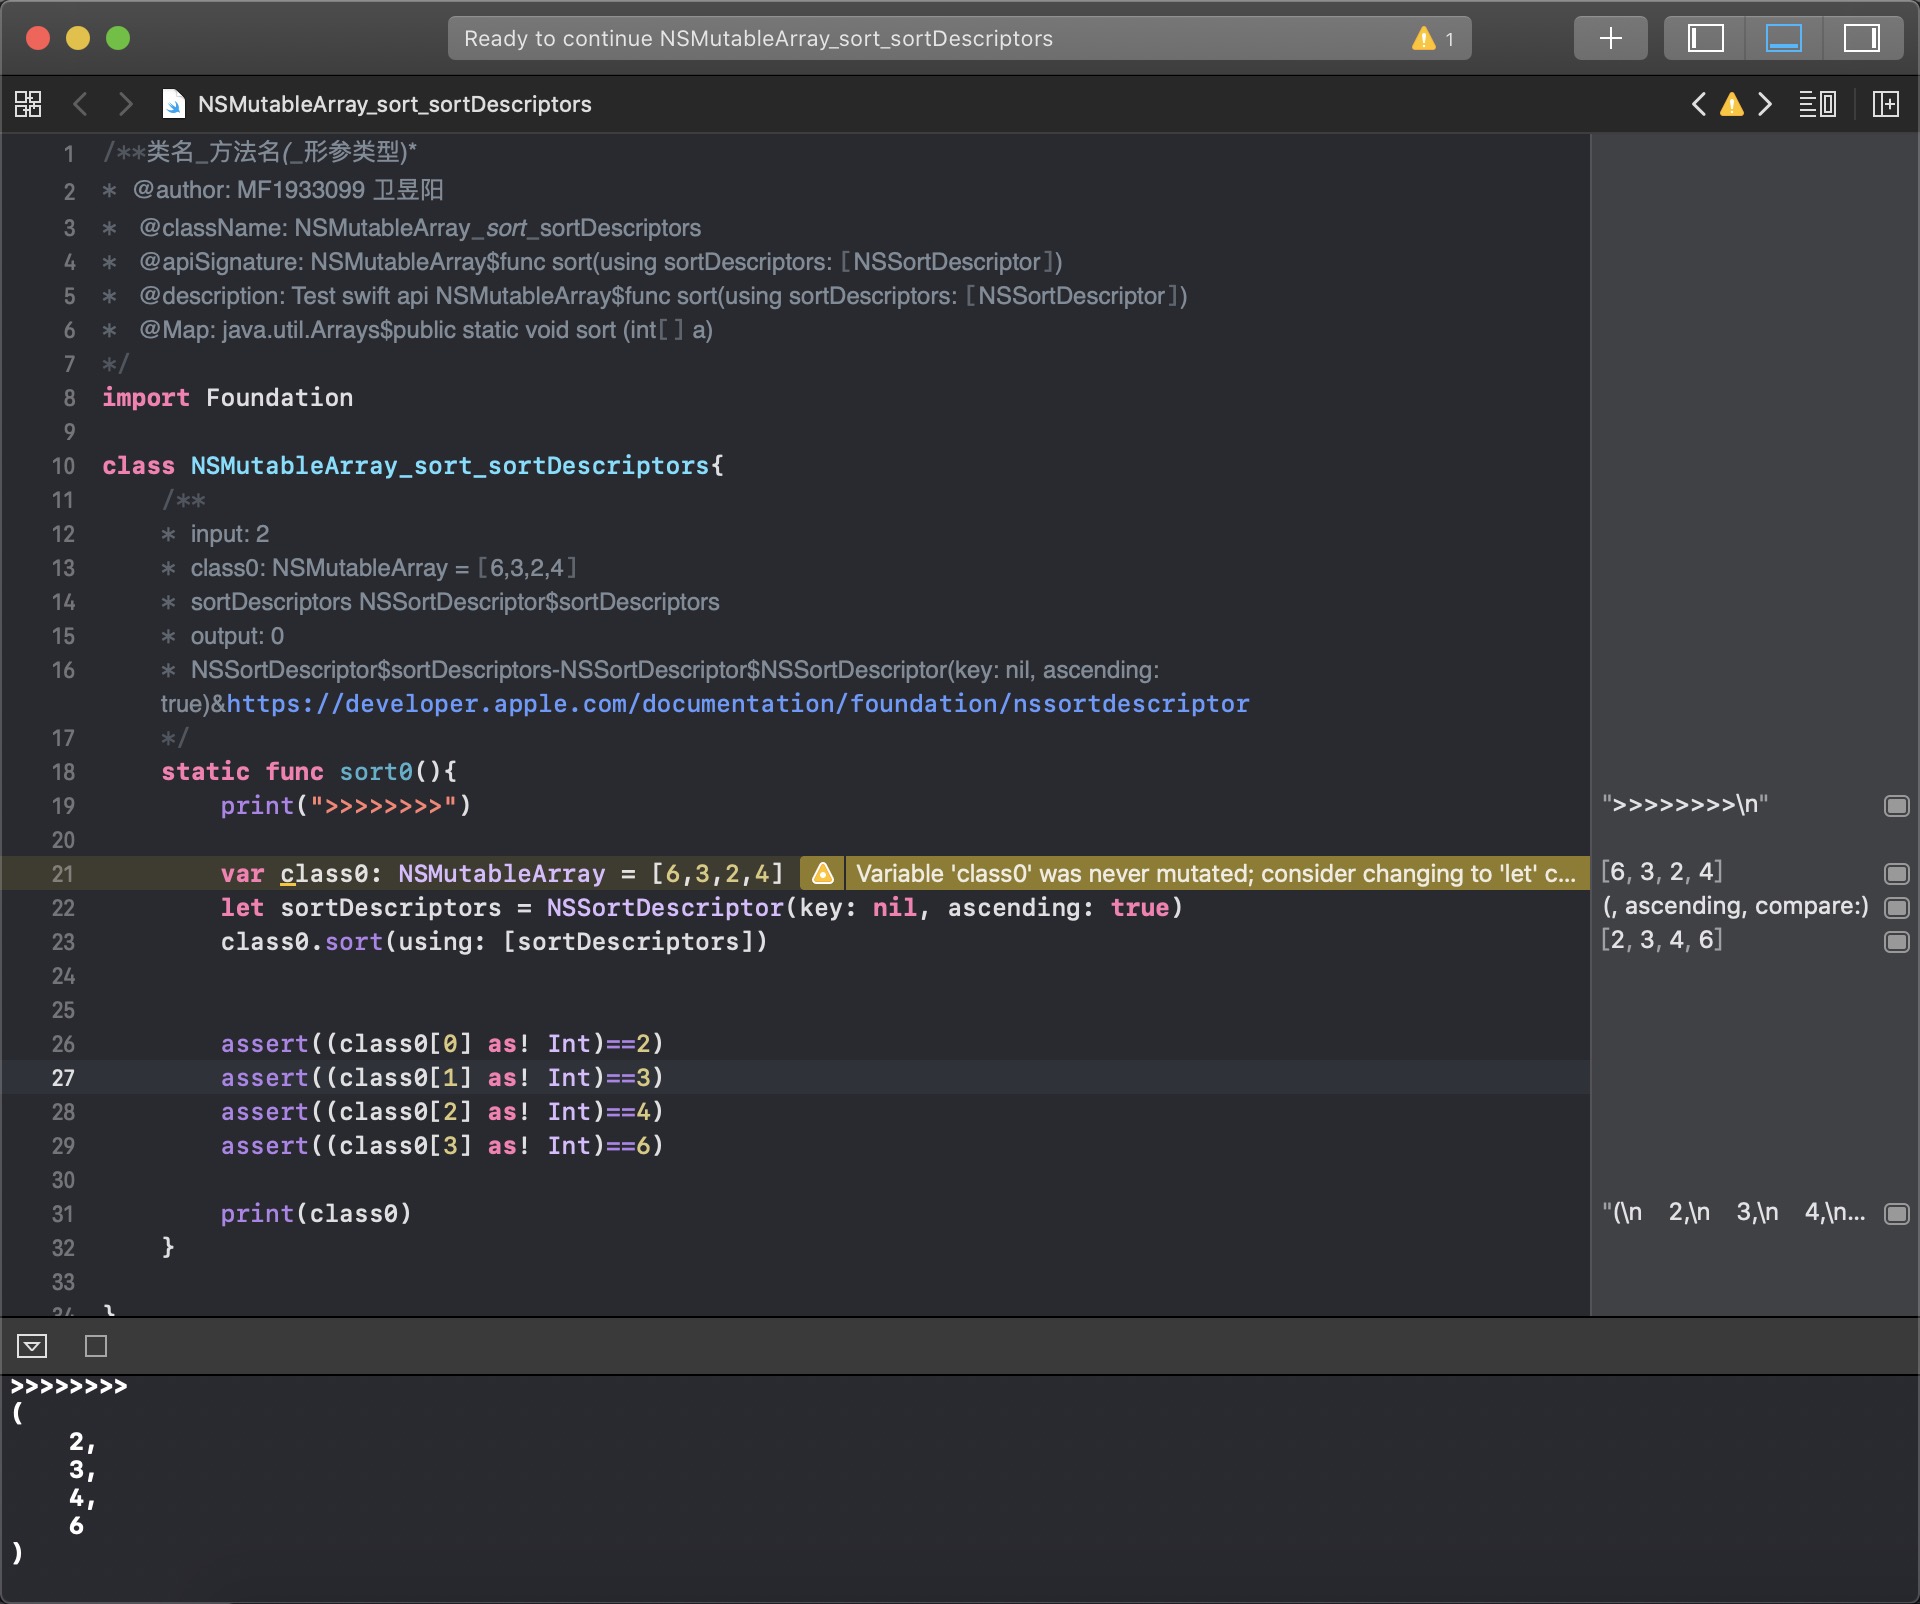 Ready to continue NSMutableArray_sort_sortDescriptors 1
NSMutableArray_sort_sortDescriptors
1 /**类名_方法名(_形参类型)*
2 * @author: MF1933099 卫昱阳
3 * @className: NSMutableArray_sort_sortDescriptors
4 * @apiSignature: NSMutableArray$func sort(using sortDescriptors: [NSSortDescriptor])
5 * @description: Test swift api NSMutableArray$func sort(using sortDescriptors: [NSSortDescriptor])
6 * @Map: java.util.Arrays$public static void sort (int[] a)
7 */
8 import Foundation
9
10 class NSMutableArray_sort_sortDescriptors{
11 /**
12 * input: 2
13 * class0: NSMutableArray = [6,3,2,4]
14 * sortDescriptors NSSortDescriptor$sortDescriptors
15 * output: 0
16 * NSSortDescriptor$sortDescriptors-NSSortDescriptor$NSSortDescriptor(key: nil, ascending:
true)&https://developer.apple.com/documentation/foundation/nssortdescriptor
17 */
18 static func sort0(){
19 print(">>>>>>>>") ">>>>>>>>\n"
20
21 var class0: NSMutableArray = [6,3,2,4] Variable 'class0' was never mutated; consider changing to 'let' c... [6, 3, 2, 4]
22 let sortDescriptors = NSSortDescriptor(key: nil, ascending: true) (, ascending, compare:)
23 class0.sort(using: [sortDescriptors]) [2, 3, 4, 6]
24
25
26 assert((class0[0] as! Int)==2)
27 assert((class0[1] as! Int)==3)
28 assert((class0[2] as! Int)==4)
29 assert((class0[3] as! Int)==6)
30
31 print(class0) "(\n 2,\n 3,\n 4,\n...
32 }
33
34 }
>>>>>>>>
(
2,
3,
4,
6
)